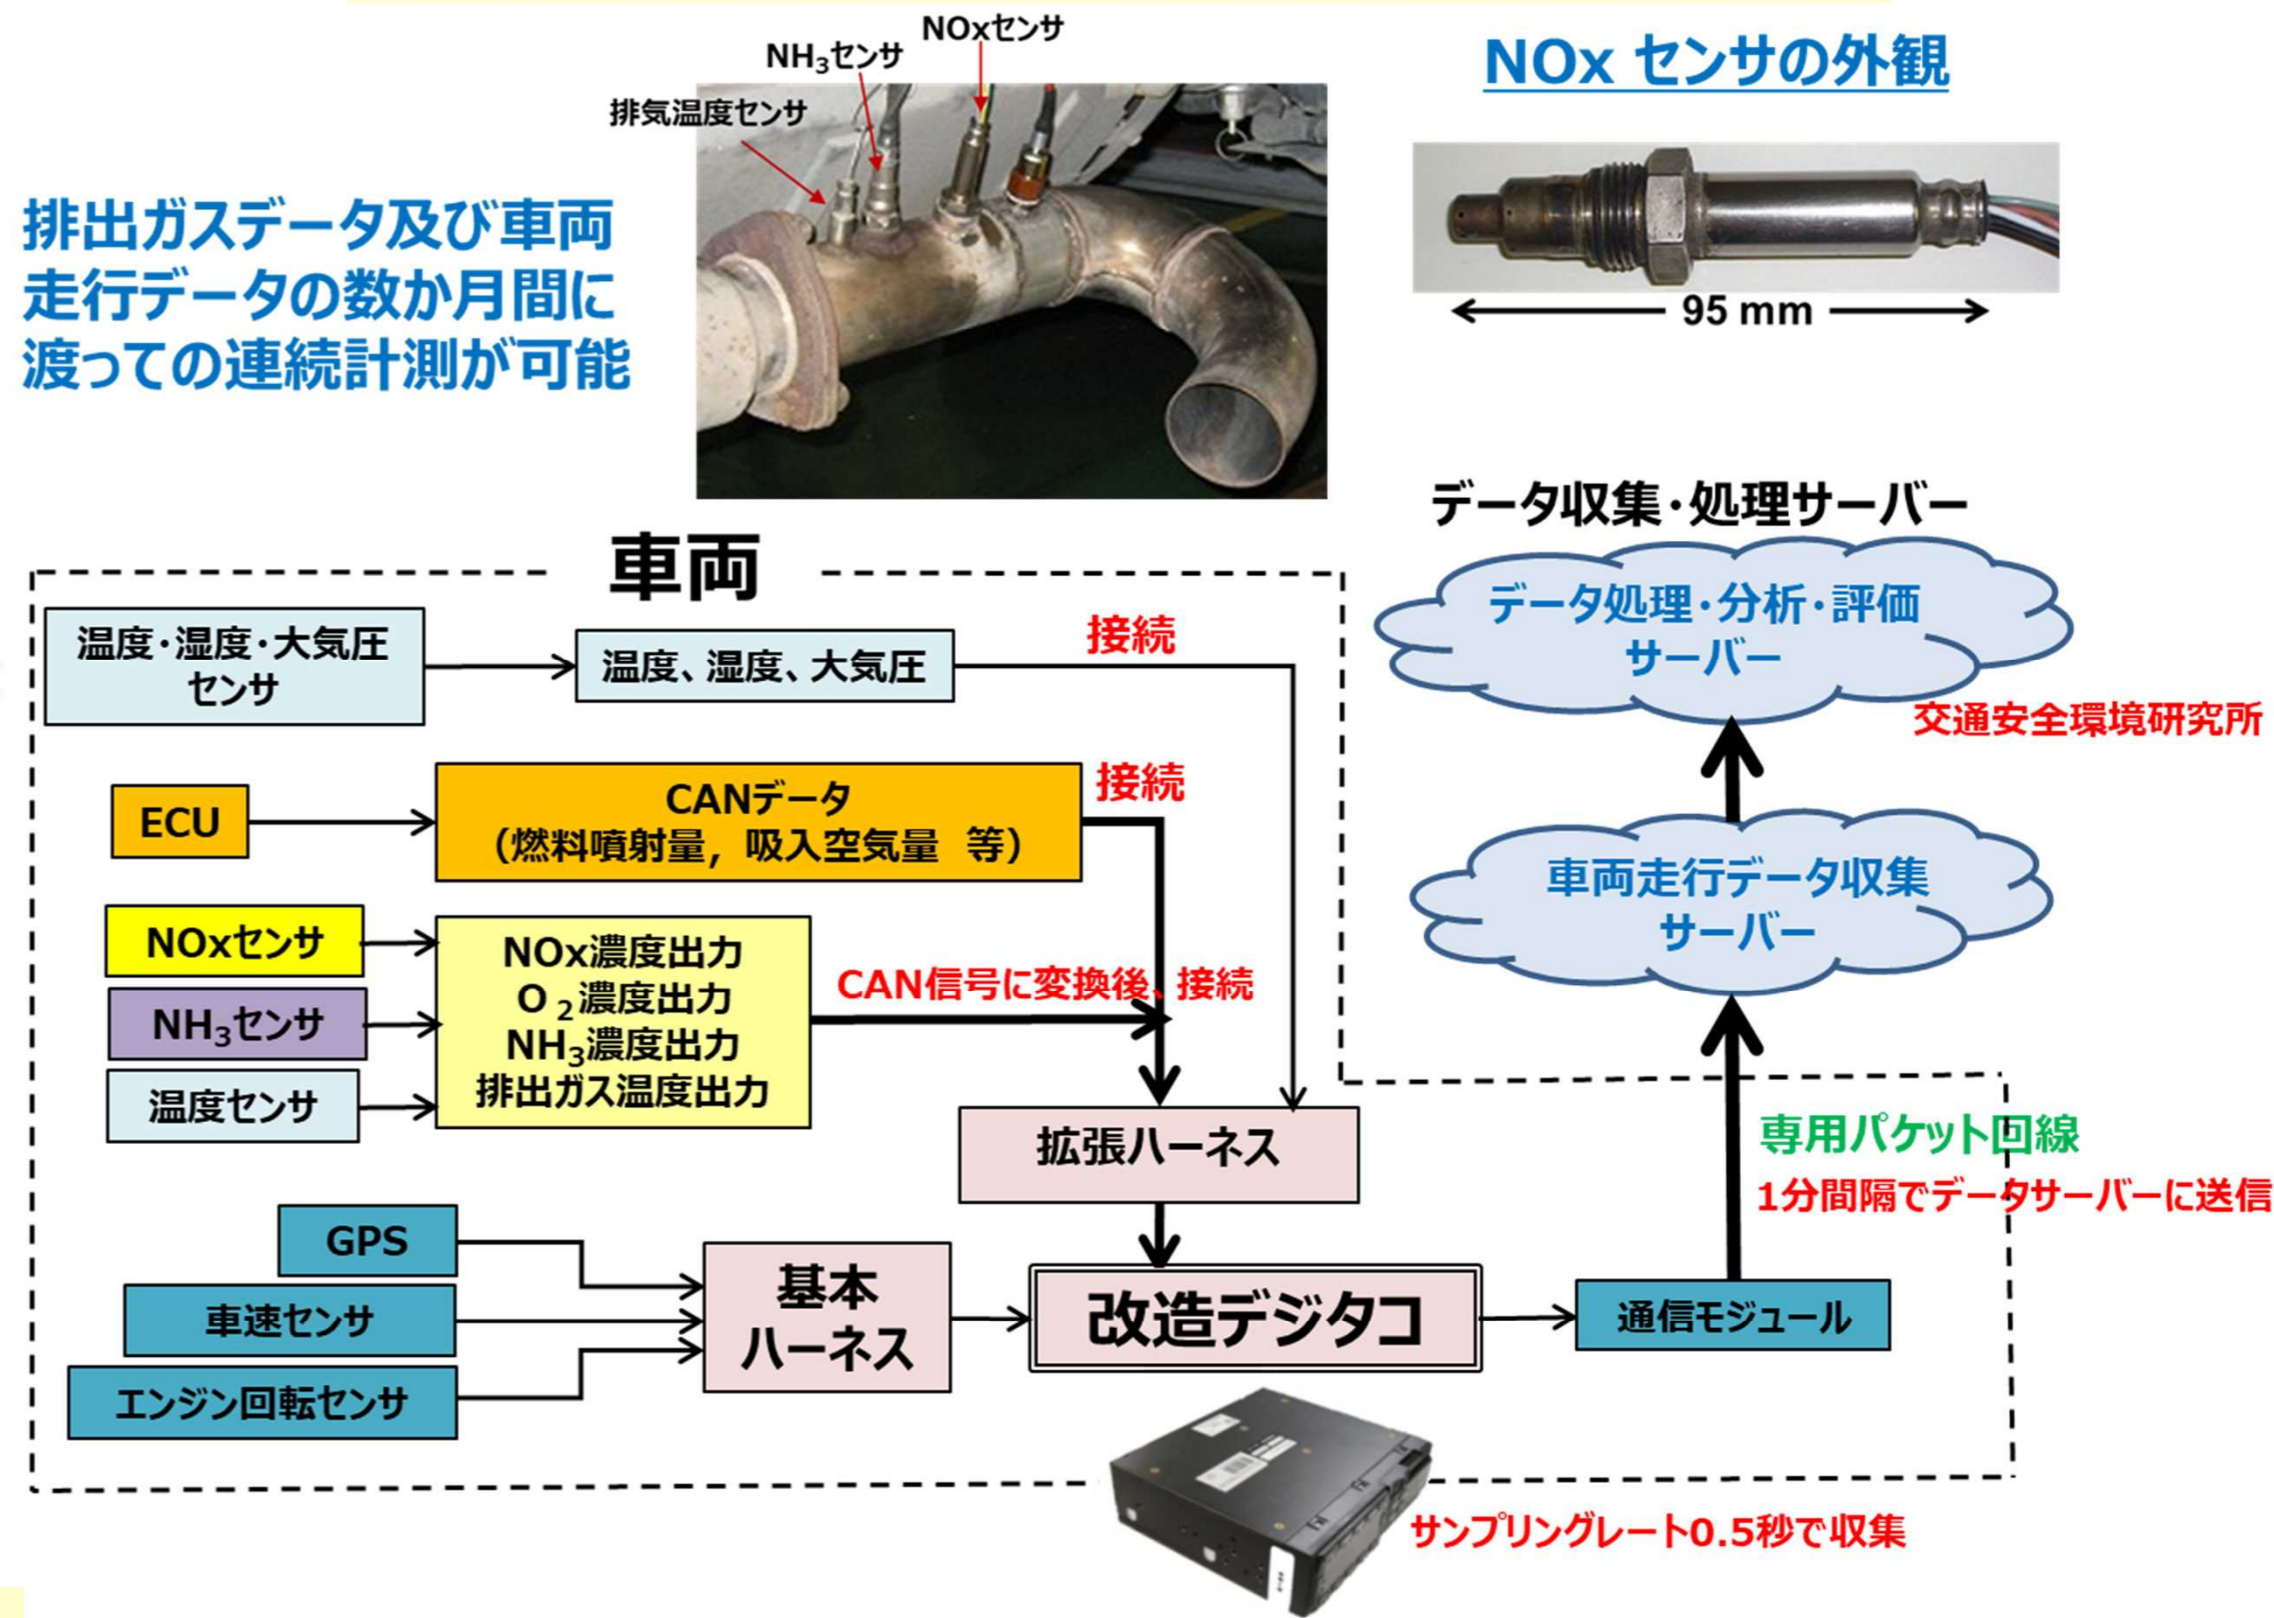 NOxセンサ
NH₃センサ
排気温度センサ
NOx センサの外観
95 mm
排出ガスデータ及び車両
走行データの数か月間に
渡っての連続計測が可能
データ収集・処理サーバー
データ処理・分析・評価
サーバー
交通安全環境研究所
車両走行データ収集
サーバー
車両
温度・湿度・大気圧
センサ
温度、湿度、大気圧
接続
ECU
CANデータ
（燃料噴射量，吸入空気量 等）
接続
NOxセンサ
NH₃センサ
温度センサ
NOx濃度出力
O₂濃度出力
NH₃濃度出力
排出ガス温度出力
CAN信号に変換後、接続
拡張ハーネス
専用パケット回線
1分間隔でデータサーバーに送信
GPS
車速センサ
エンジン回転センサ
基本
ハーネス
改造デジタコ
通信モジュール
サンプリングレート0.5秒で収集